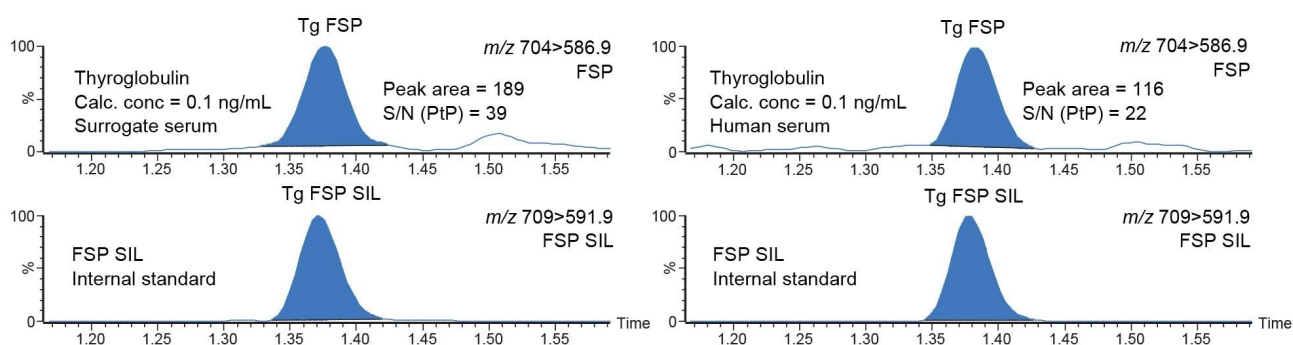 Tg FSP
m/z 704>586.9
FSP
100
%
0
Thyroglobulin
Calc. conc = 0.1 ng/mL
Surrogate serum
Peak area = 189
S/N (PtP) = 39
1.20 1.25 1.30 1.35 1.40 1.45 1.50 1.55
Tg FSP
m/z 704>586.9
FSP
100
%
0
Thyroglobulin
Calc. conc = 0.1 ng/mL
Human serum
Peak area = 116
S/N (PtP) = 22
1.20 1.25 1.30 1.35 1.40 1.45 1.50 1.55
Tg FSP SIL
m/z 709>591.9
FSP SIL
100
%
0
FSP SIL
Internal standard
1.20 1.25 1.30 1.35 1.40 1.45 1.50 1.55
Time
Tg FSP SIL
m/z 709>591.9
FSP SIL
100
%
0
FSP SIL
Internal standard
1.20 1.25 1.30 1.35 1.40 1.45 1.50 1.55
Time